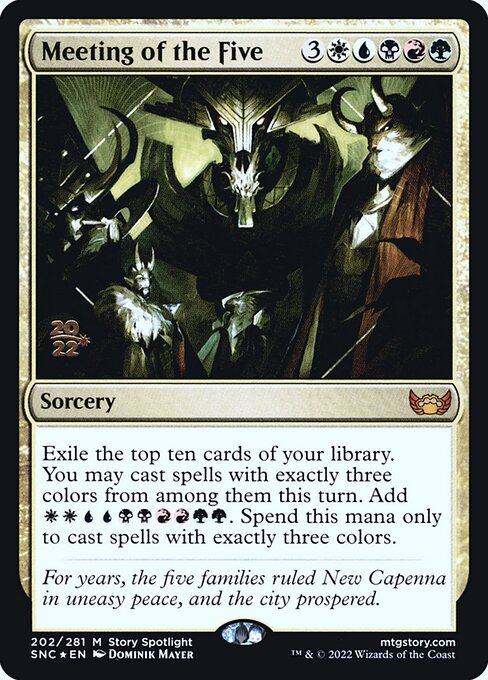 Meeting of the Five 3
20
22
Sorcery
Exile the top ten cards of your library.
You may cast spells with exactly three
colors from among them this turn. Add
. Spend this mana only
to cast spells with exactly three colors.
For years, the five families ruled New Capenna
in uneasy peace, and the city prospered.
202/281 M Story Spotlight
SNC ★ EN DOMINIK MAYER
mtgstory.com
™ & © 2022 Wizards of the Coast